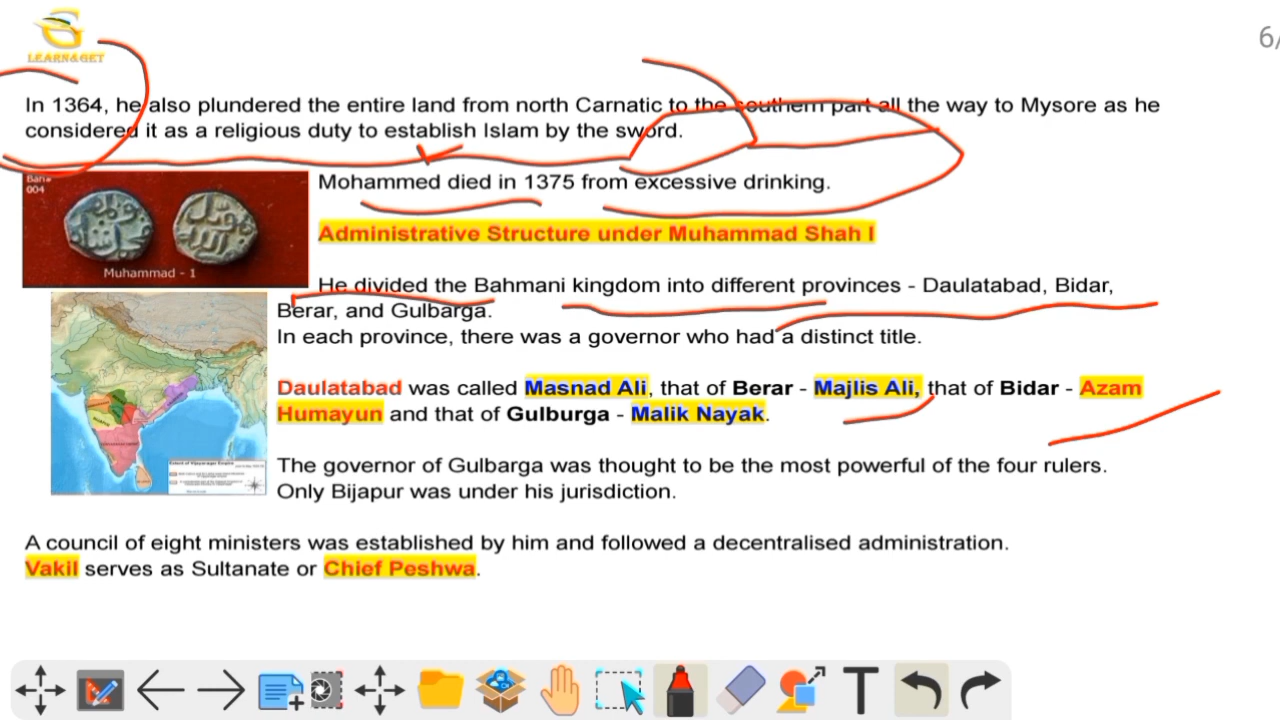 LEARN&GET
6/
In 1364, he also plundered the entire land from north Carnatic to the southern part all the way to Mysore as he
considered it as a religious duty to establish Islam by the sword.
004
Mohammed died in 1375 from excessive drinking.
Administrative Structure under Muhammad Shah I
Muhammad - 1
He divided the Bahmani kingdom into different provinces - Daulatabad, Bidar,
Berar, and Gulbarga.
In each province, there was a governor who had a distinct title.
Daulatabad was called Masnad Ali, that of Berar - Majlis Ali, that of Bidar - Azam
Humayun and that of Gulburga - Malik Nayak.
The governor of Gulbarga was thought to be the most powerful of the four rulers.
Only Bijapur was under his jurisdiction.
A council of eight ministers was established by him and followed a decentralised administration.
Vakil serves as Sultanate or Chief Peshwa.